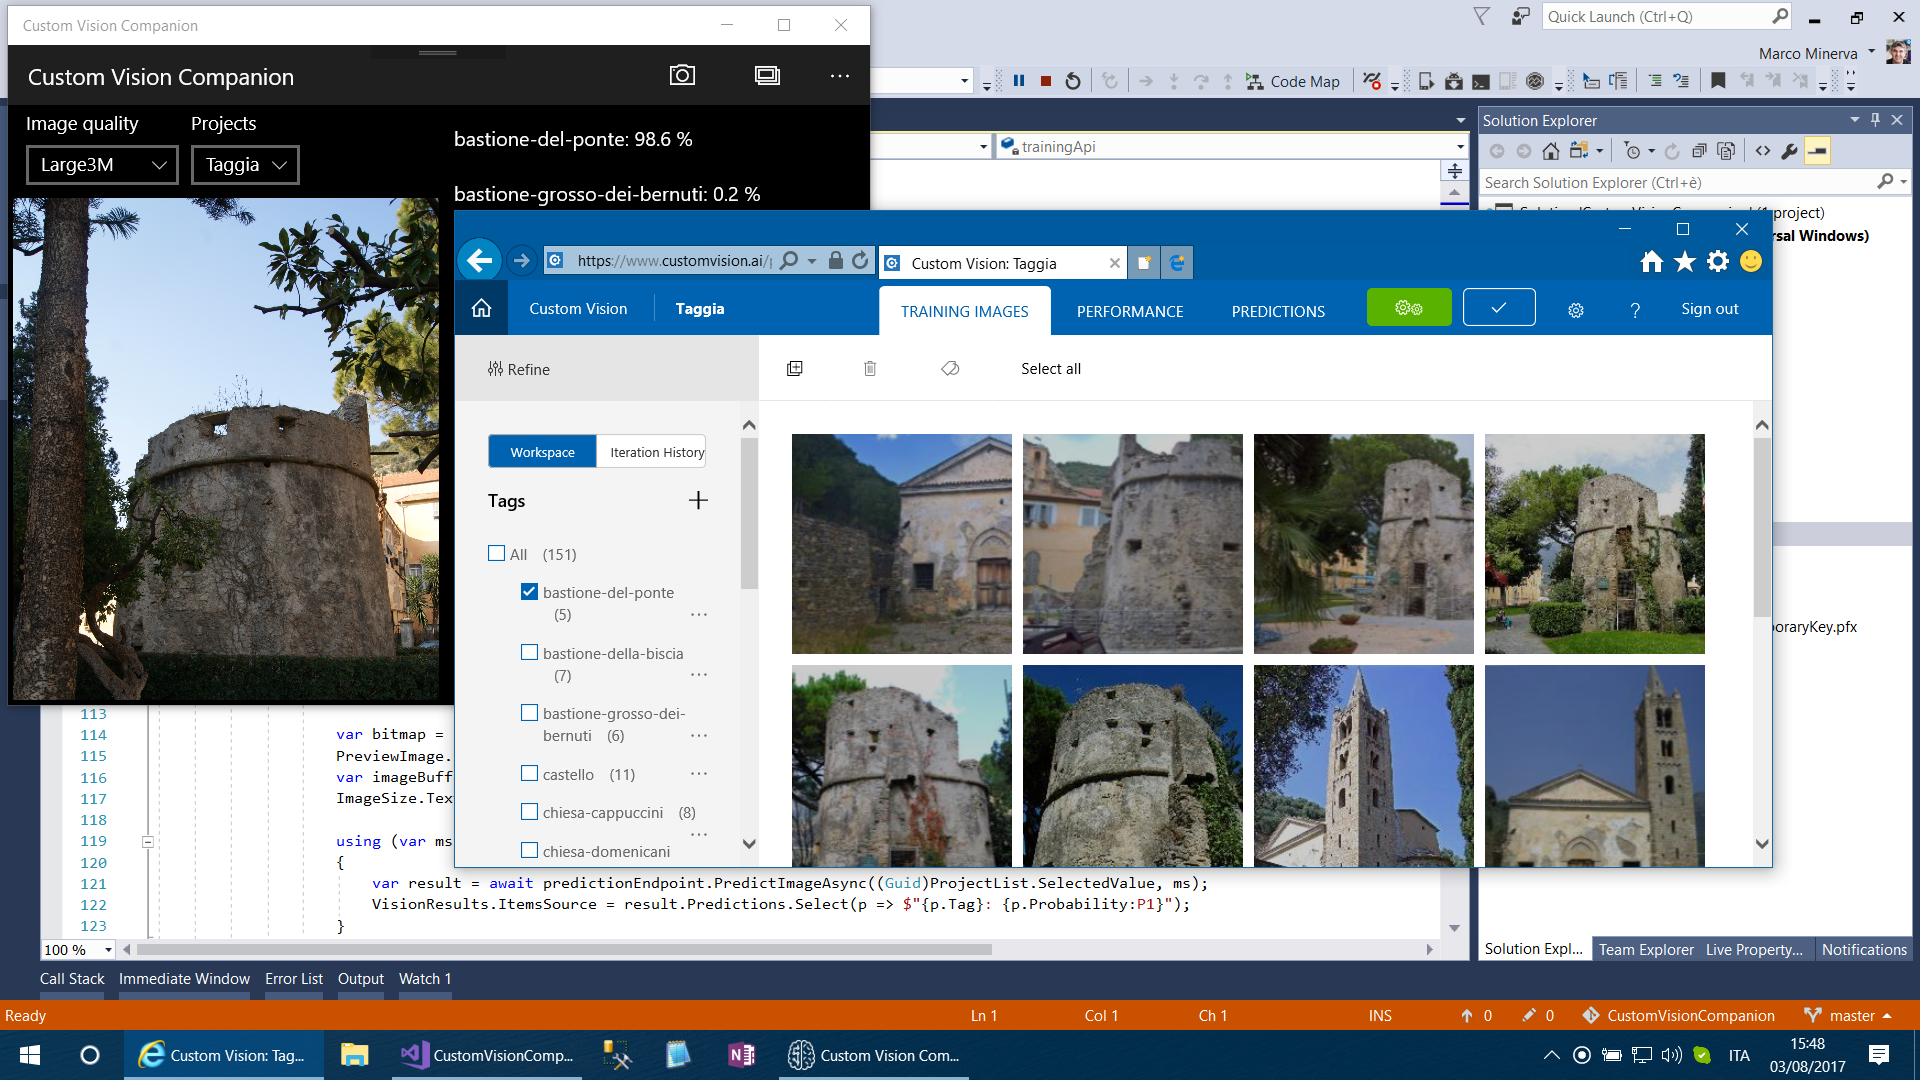 Custom Vision Companion
Custom Vision Companion
Image quality
Projects
Large3M
Taggia
bastione-del-ponte: 98.6 %
bastione-grosso-dei-bernuti: 0.2 %
Quick Launch (Ctrl+Q)
Marco Minerva
Code Map
trainingApi
Solution Explorer
Search Solution Explorer (Ctrl+è)
project)
rsal Windows)
oraryKey.pfx
https://www.customvision.ai/
Custom Vision: Taggia
Custom Vision
Taggia
TRAINING IMAGES
PERFORMANCE
PREDICTIONS
?
Sign out
Refine
Select all
Workspace
Iteration History
Tags
All (151)
bastione-del-ponte
(5)
bastione-della-biscia
(7)
bastione-grosso-dei-
bernuti (6)
castello (11)
chiesa-cappuccini (8)
chiesa-domenicani
113
114 var bitmap =
115 PreviewImage.
116 var imageBuff
117 ImageSize.Tex
118
119 using (var ms
120 {
121 var result = await predictionEndpoint.PredictImageAsync((Guid)ProjectList.SelectedValue, ms);
122 VisionResults.ItemsSource = result.Predictions.Select(p => $"{p.Tag}: {p.Probability:P1}");
123 }
100 %
Solution Expl...
Team Explorer
Live Property...
Notifications
Call Stack
Immediate Window
Error List
Output
Watch 1
Ready
Ln 1
Col 1
Ch 1
INS
0
0
CustomVisionCompanion
master
Custom Vision: Tag...
CustomVisionComp...
Custom Vision Com...
ITA
15:48
03/08/2017